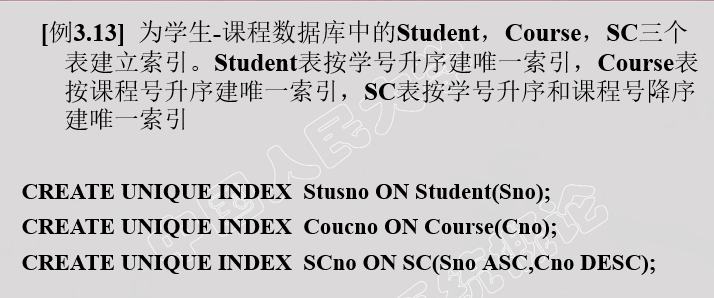 [例3.13] 为学生-课程数据库中的Student，Course，SC三个
表建立索引。Student表按学号升序建唯一索引，Course表
按课程号升序建唯一索引，SC表按学号升序和课程号降序
建唯一索引
CREATE UNIQUE INDEX Stusno ON Student(Sno);
CREATE UNIQUE INDEX Coucno ON Course(Cno);
CREATE UNIQUE INDEX SCno ON SC(Sno ASC,Cno DESC);